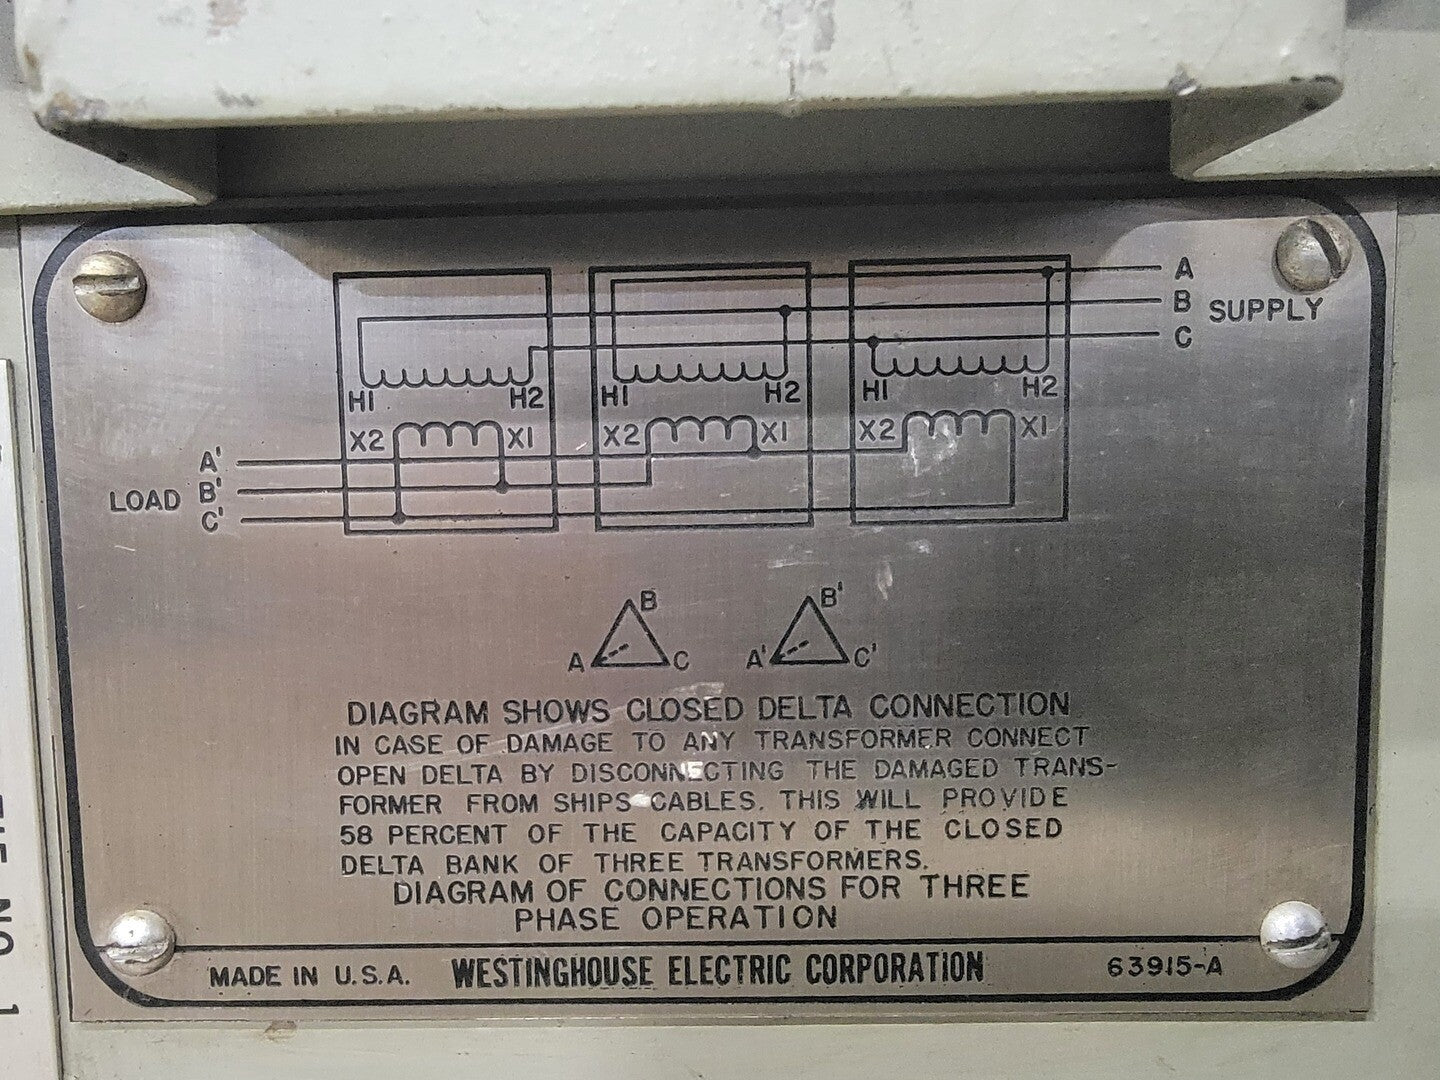 A
B SUPPLY
C
H1 H2 H1 H2 H1 H2
X2 X1 X2 X1 X2 X1
A'
LOAD B'
C'
B B'
A C A' C'
DIAGRAM SHOWS CLOSED DELTA CONNECTION
IN CASE OF DAMAGE TO ANY TRANSFORMER CONNECT
OPEN DELTA BY DISCONNECTING THE DAMAGED TRANS-
FORMER FROM SHIPS CABLES. THIS WILL PROVIDE
58 PERCENT OF THE CAPACITY OF THE CLOSED
DELTA BANK OF THREE TRANSFORMERS.
DIAGRAM OF CONNECTIONS FOR THREE
PHASE OPERATION
MADE IN U.S.A. WESTINGHOUSE ELECTRIC CORPORATION 63915-A
NO. 1